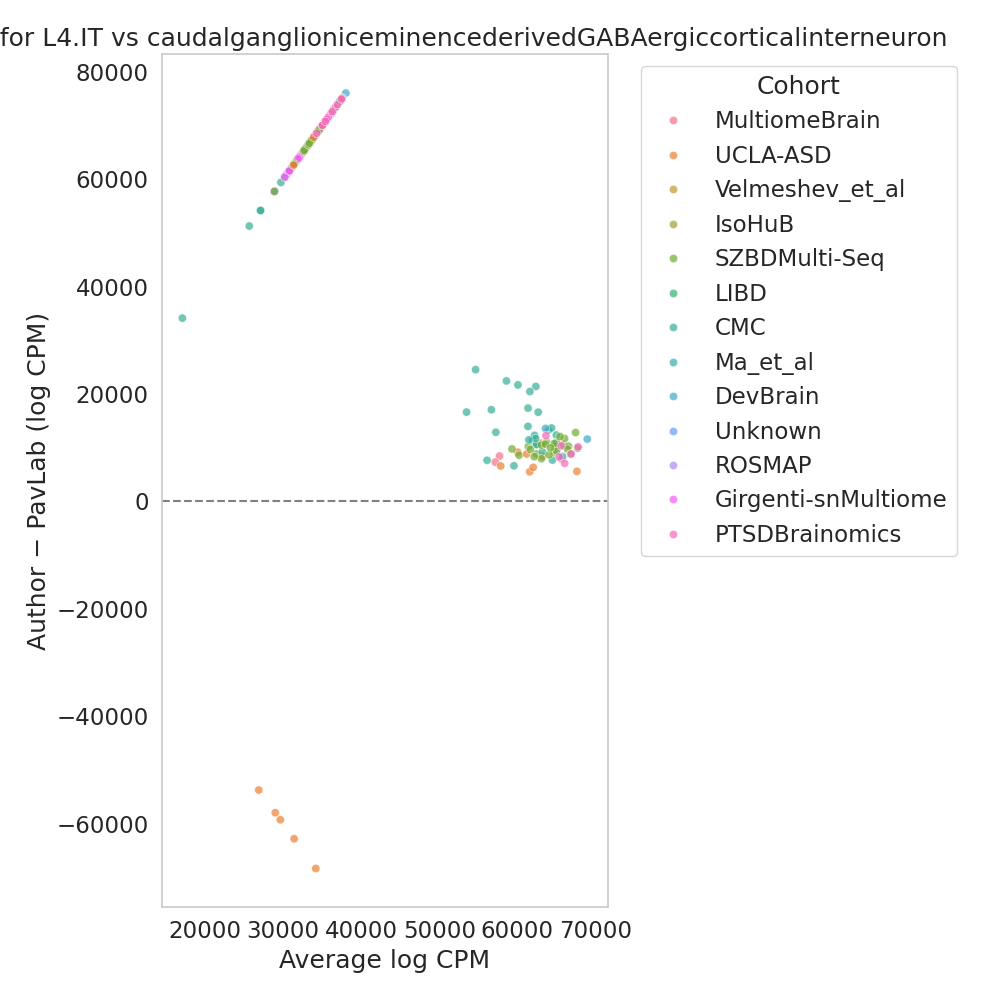 for L4.IT vs caudalganglioniceminencederivedGABAergiccorticalinterneuron
80000
60000
40000
20000
0
−20000
−40000
−60000
Author − PavLab (log CPM)
20000 30000 40000 50000 60000 70000
Average log CPM
Cohort
MultiomeBrain
UCLA-ASD
Velmeshev_et_al
IsoHuB
SZBDMulti-Seq
LIBD
CMC
Ma_et_al
DevBrain
Unknown
ROSMAP
Girgenti-snMultiome
PTSDBrainomics